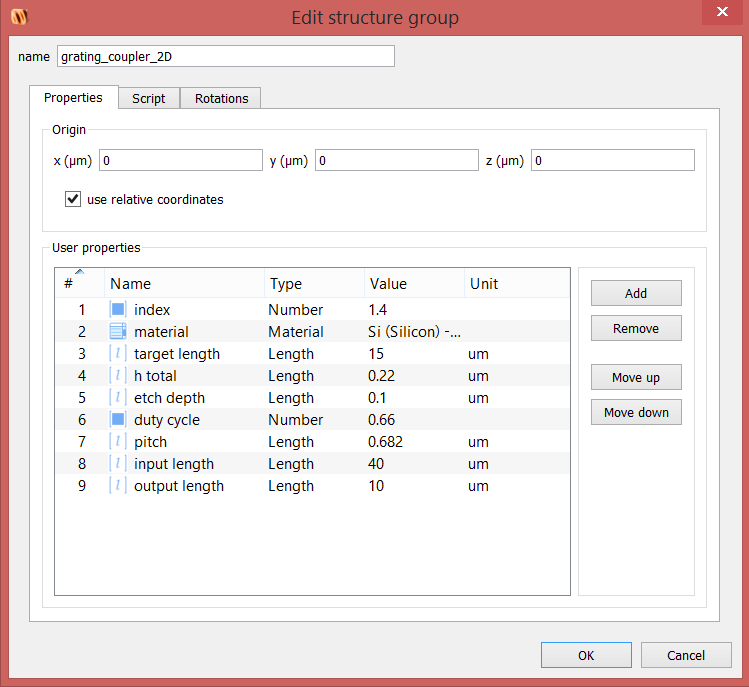 Edit structure group
name grating_coupler_2D
Properties Script Rotations
Origin
x (µm) 0 y (µm) 0 z (µm) 0
use relative coordinates
User properties
# Name Type Value Unit
1 index Number 1.4
2 material Material Si (Silicon) -...
3 target length Length 15 um
4 h total Length 0.22 um
5 etch depth Length 0.1 um
6 duty cycle Number 0.66
7 pitch Length 0.682 um
8 input length Length 40 um
9 output length Length 10 um
Add
Remove
Move up
Move down
OK Cancel